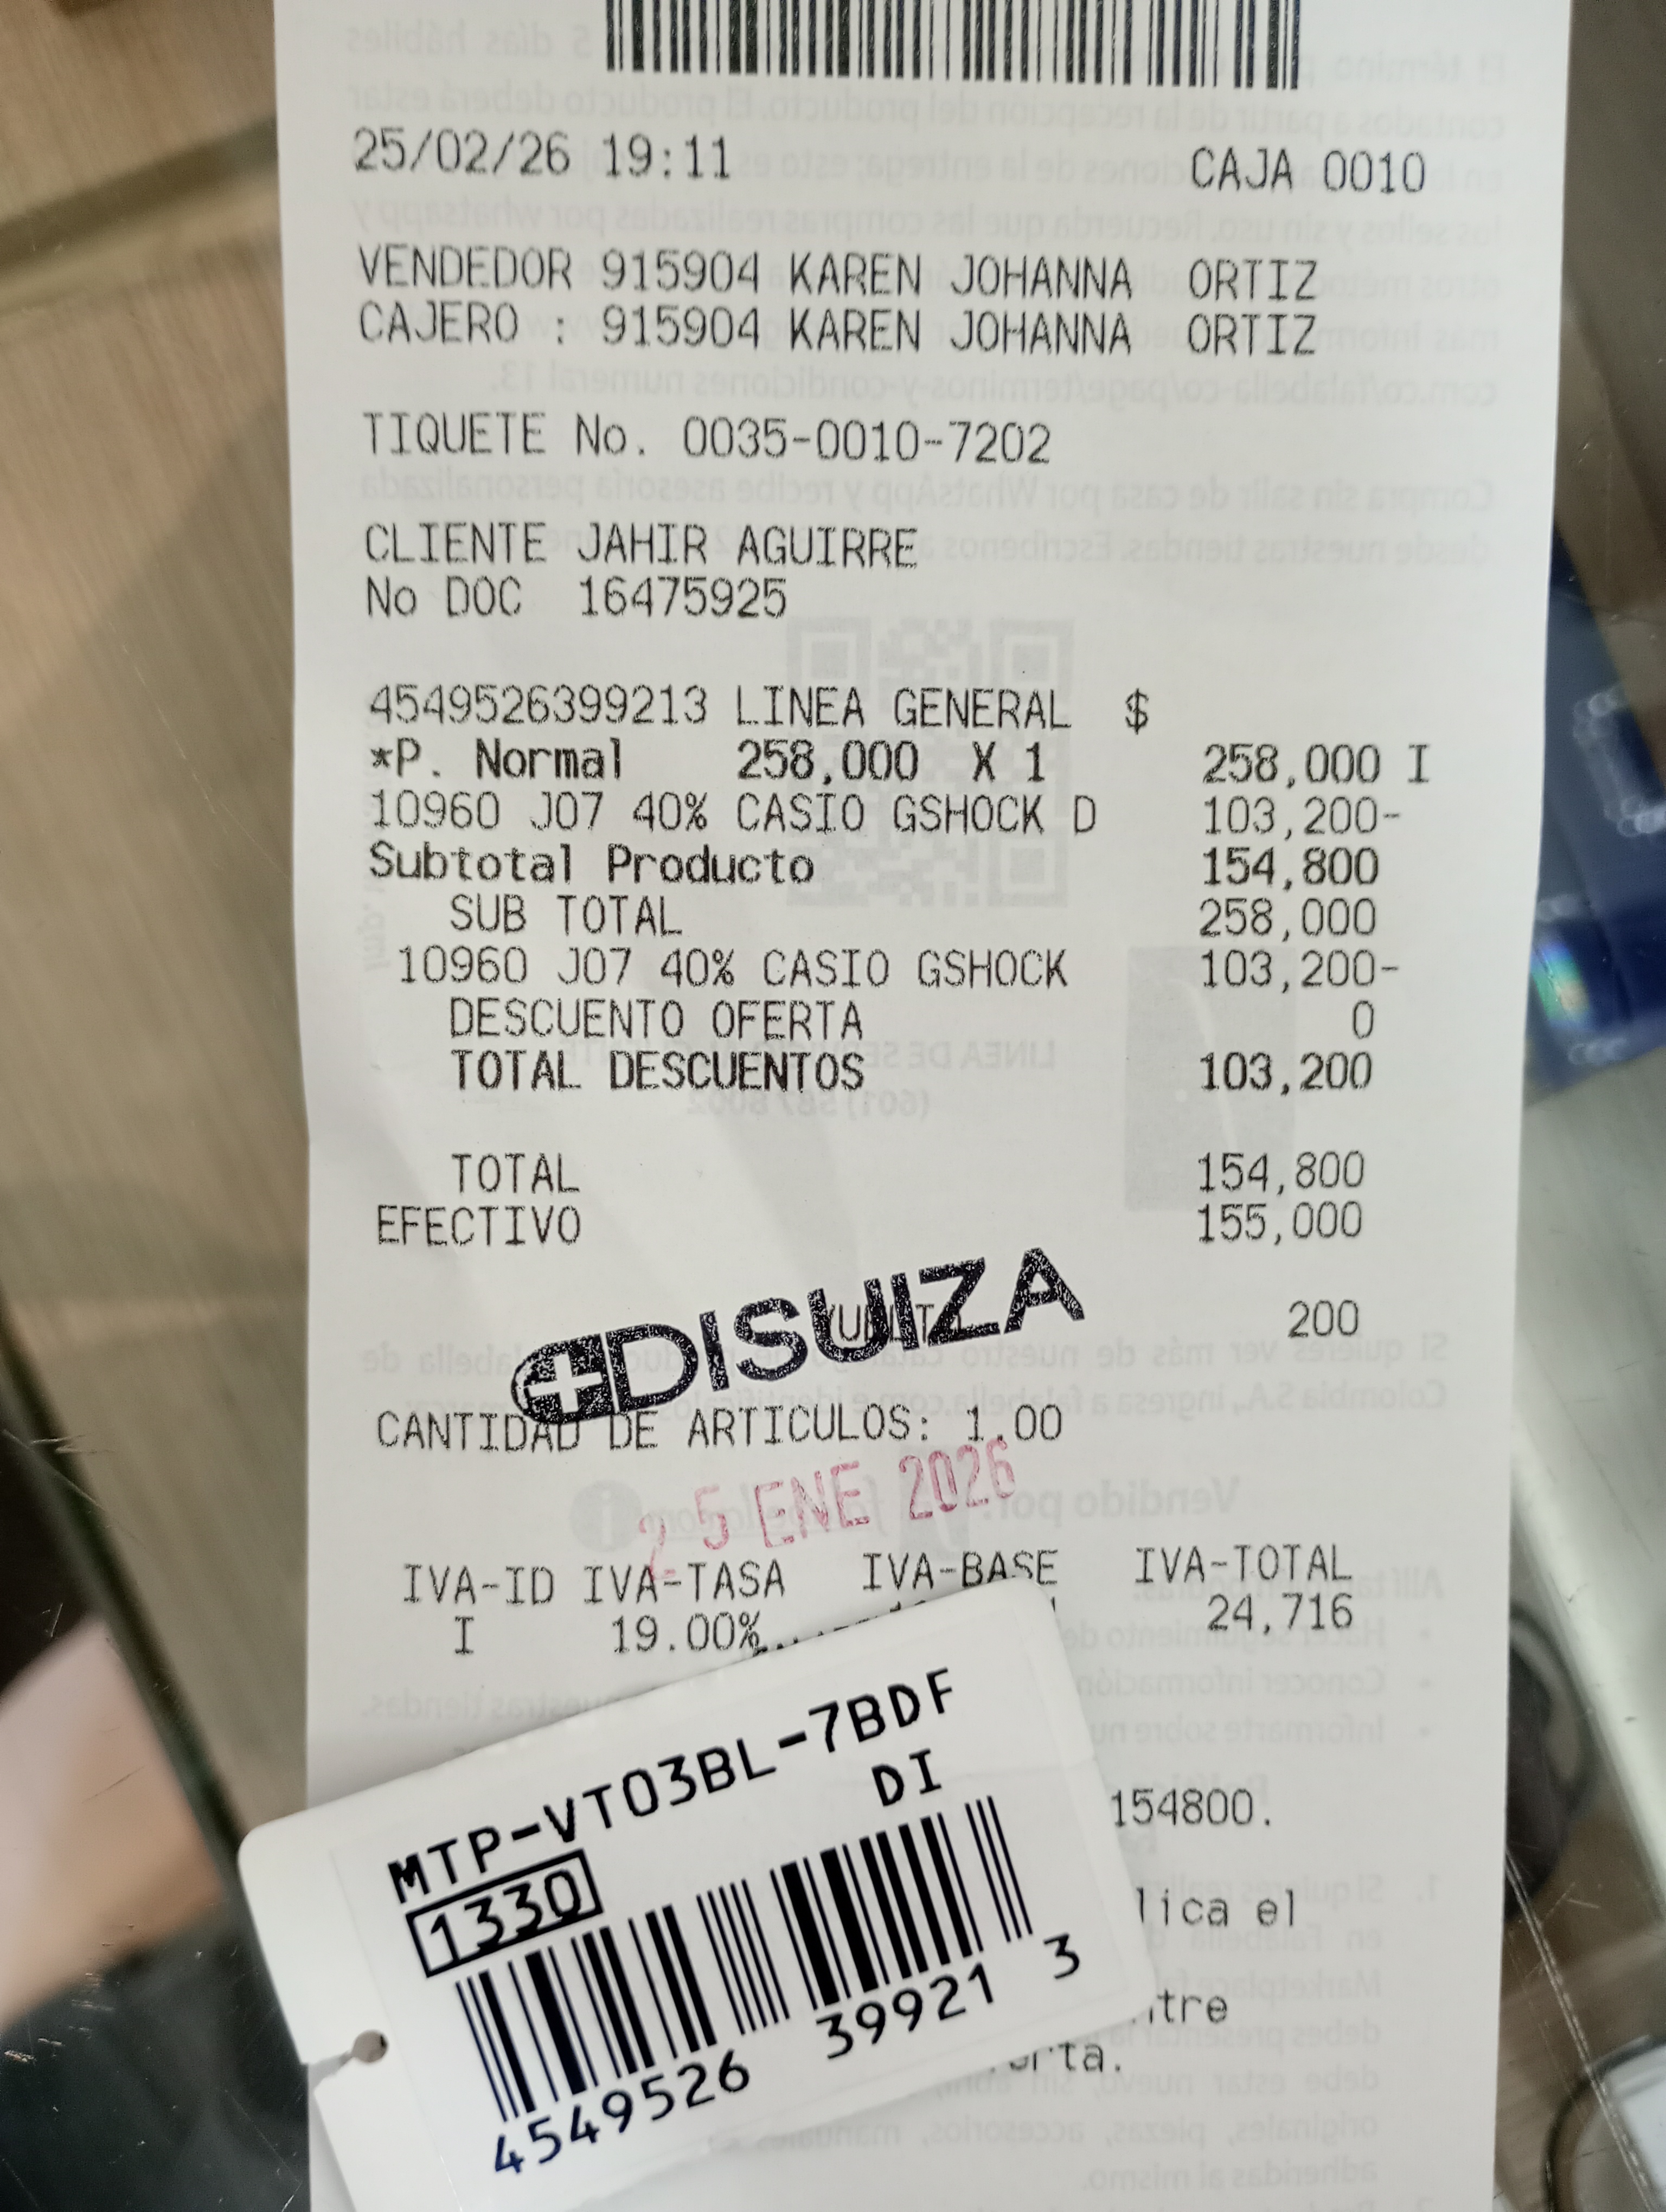 25/02/26 19:11 CAJA 0010
VENDEDOR 915904 KAREN JOHANNA ORTIZ
CAJERO : 915904 KAREN JOHANNA ORTIZ
TIQUETE No. 0035-0010-7202
CLIENTE JAHIR AGUIRRE
No DOC 16475925
4549526399213 LINEA GENERAL $
*P. Normal 258,000 X 1 258,000 I
10960 J07 40% CASIO GSHOCK D 103,200-
Subtotal Producto 154,800
SUB TOTAL 258,000
10960 J07 40% CASIO GSHOCK 103,200-
DESCUENTO OFERTA 0
TOTAL DESCUENTOS 103,200
TOTAL 154,800
EFECTIVO 155,000
200
DISUIZA
CANTIDAD DE ARTICULOS: 1.00
25 ENE 2026
IVA-ID IVA-TASA IVA-BASE IVA-TOTAL
I 19.00% 24,716
154800.
lica el
MTP-VT03BL-7BDF
DI
1330
4549526 39921 3